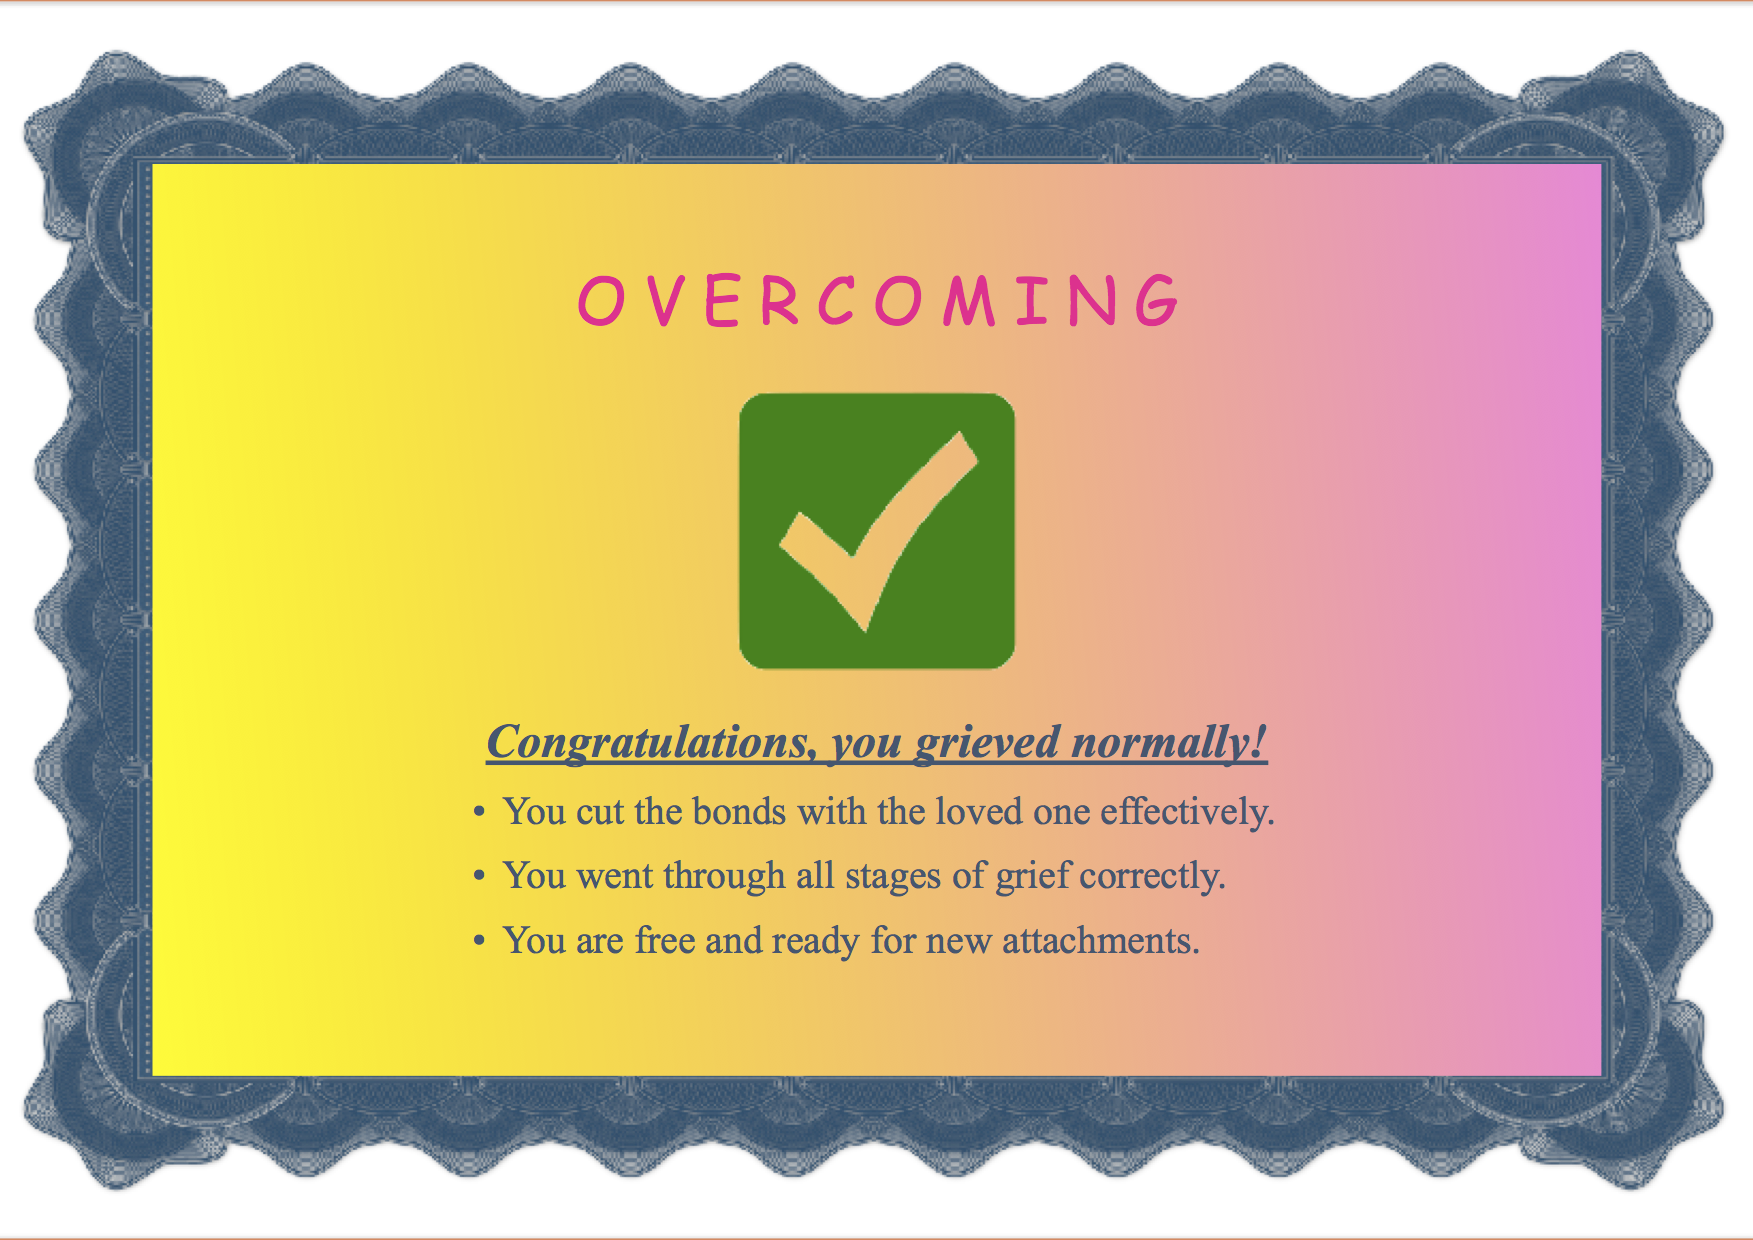 OVERCOMING
Congratulations, you grieved normally!
• You cut the bonds with the loved one effectively.
• You went through all stages of grief correctly.
• You are free and ready for new attachments.